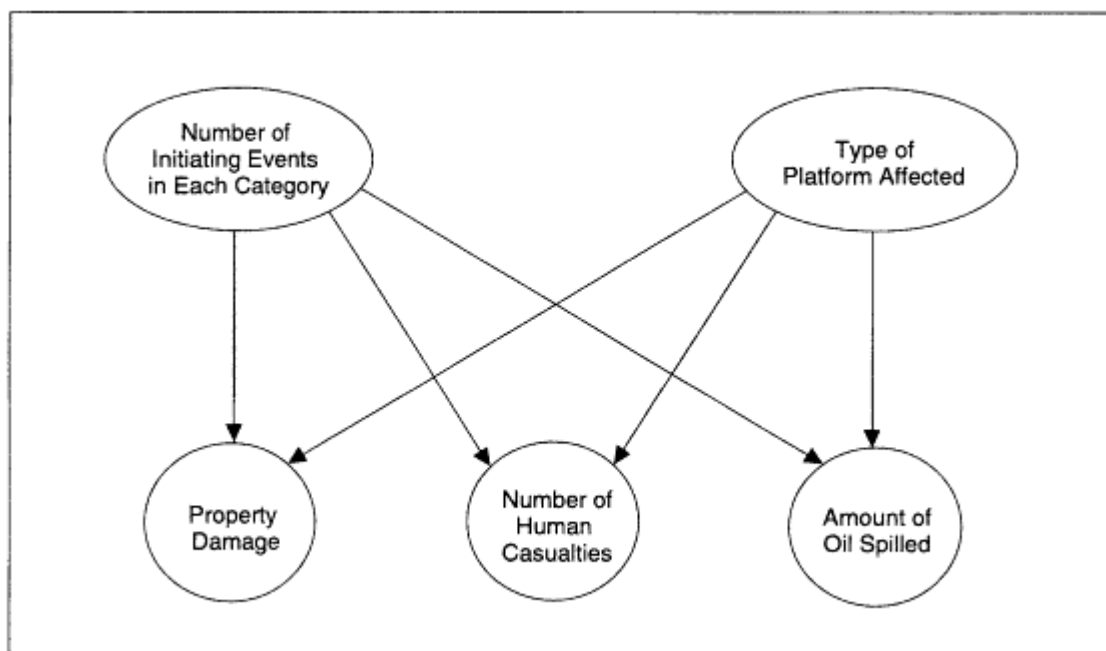 Number of
Initiating Events
in Each Category
Type of
Platform Affected
Property
Damage
Number of
Human
Casualties
Amount of
Oil Spilled